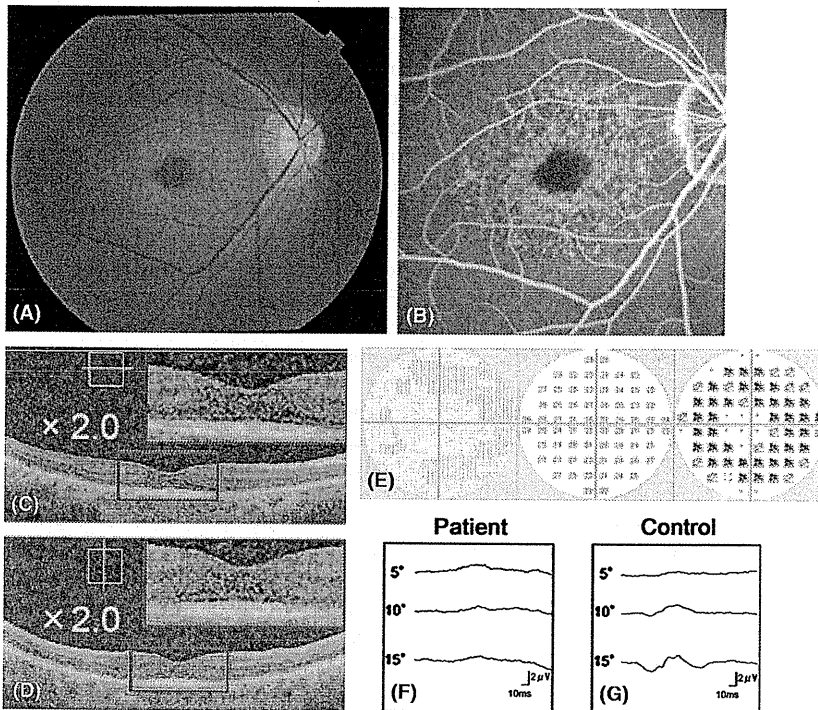 (A)
(B)
× 2.0
(C)
× 2.0
(D)
(E)
Patient
Control
5°
10°
15°
2μV
10ms
(F)
5°
10°
15°
2μV
10ms
(G)